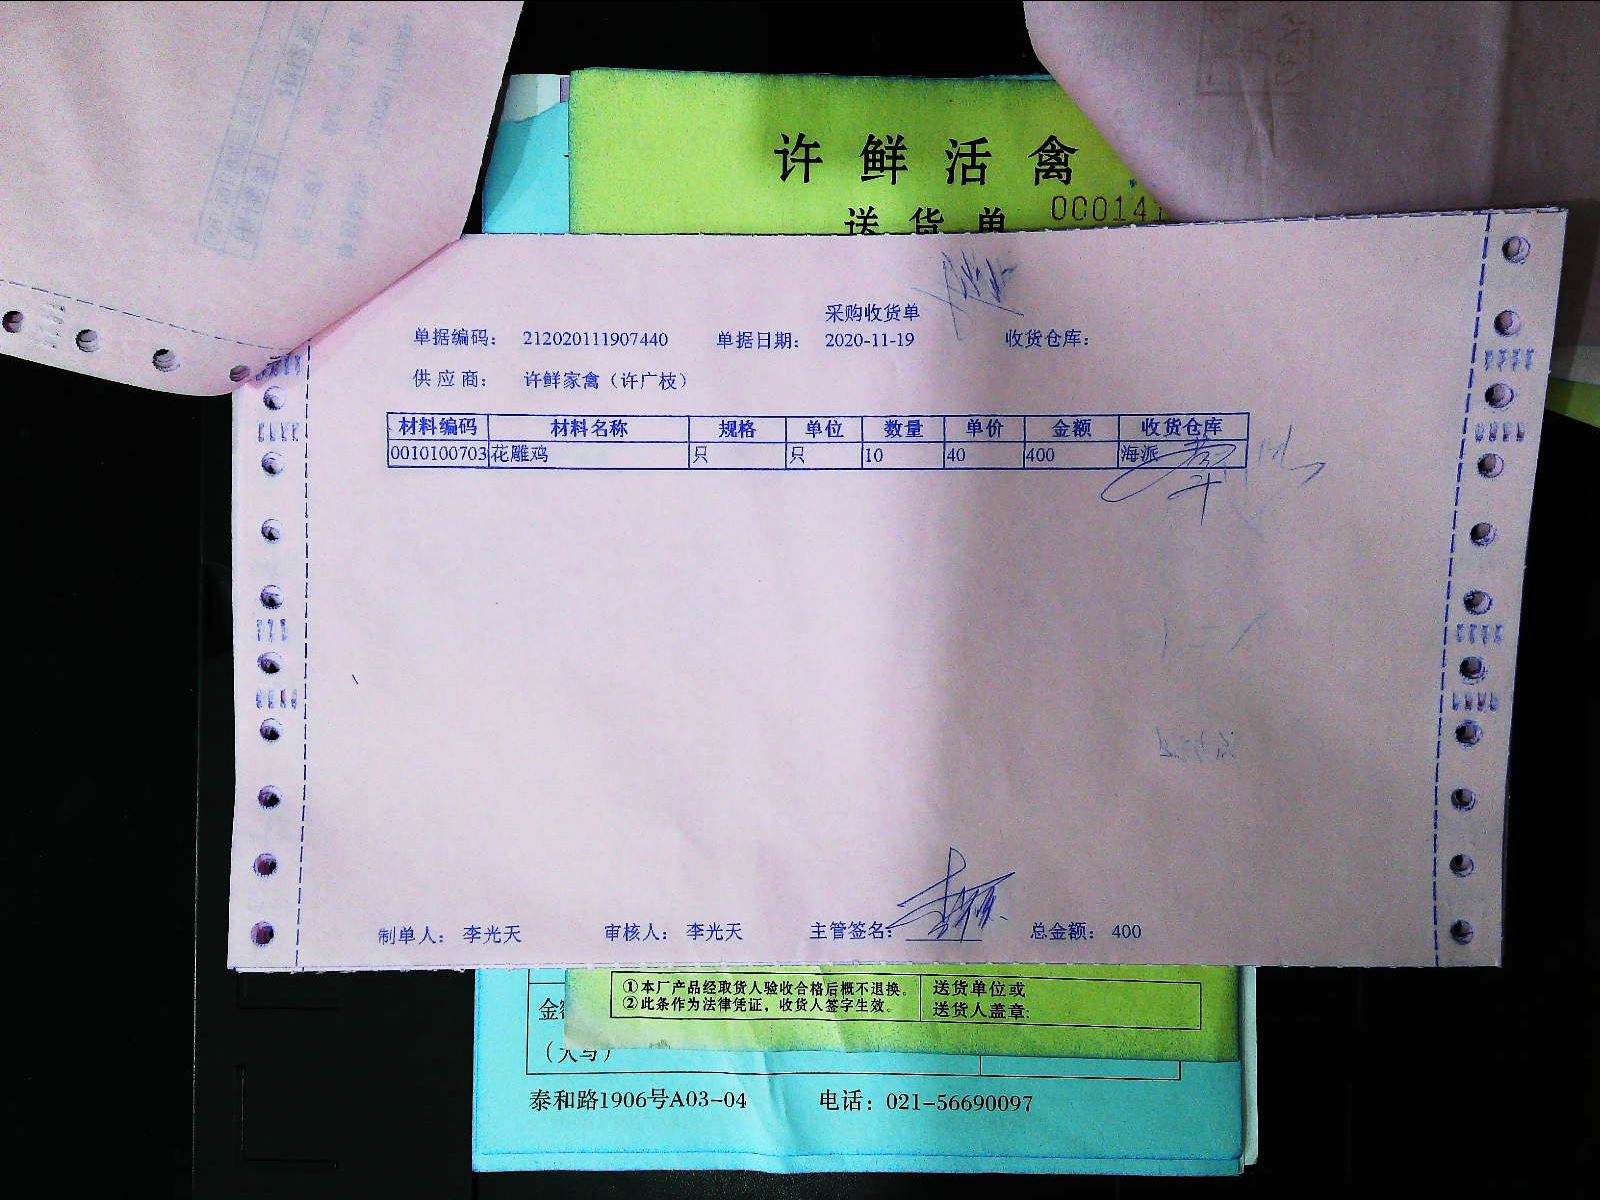 许鲜活禽
送货单 000141
采购收货单
单据编码： 212020111907440 单据日期： 2020-11-19 收货仓库：
供 应 商： 许鲜家禽（许广枝）
材料编码 材料名称 规格 单位 数量 单价 金额 收货仓库
0010100703 花雕鸡 只 只 10 40 400 海派
制单人： 李光天 审核人： 李光天 主管签名： 总金额： 400
①本厂产品经取货人验收合格后概不退换。 送货单位或
②此条作为法律凭证，收货人签字生效。 送货人盖章:
金
（大写）
泰和路1906号A03-04 电话：021-56690097